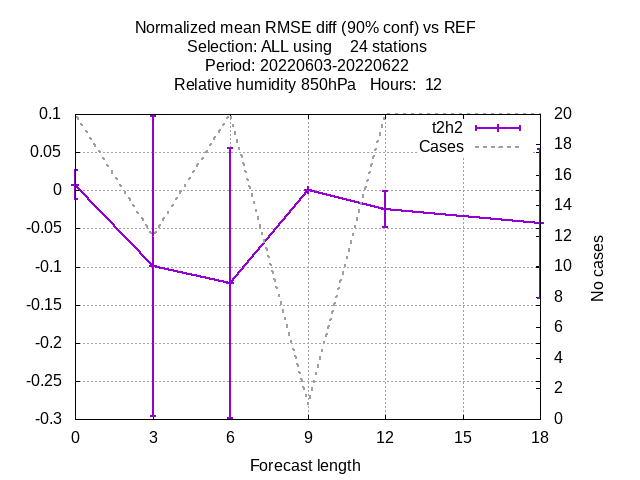 Normalized mean RMSE diff (90% conf) vs REF
Selection: ALL using    24 stations
Period: 20220603-20220622
Relative humidity 850hPa   Hours:  12
t2h2
Cases
0.1
0.05
0
-0.05
-0.1
-0.15
-0.2
-0.25
-0.3
20
18
16
14
12
10
8
6
4
2
0
No cases
0 3 6 9 12 15 18
Forecast length